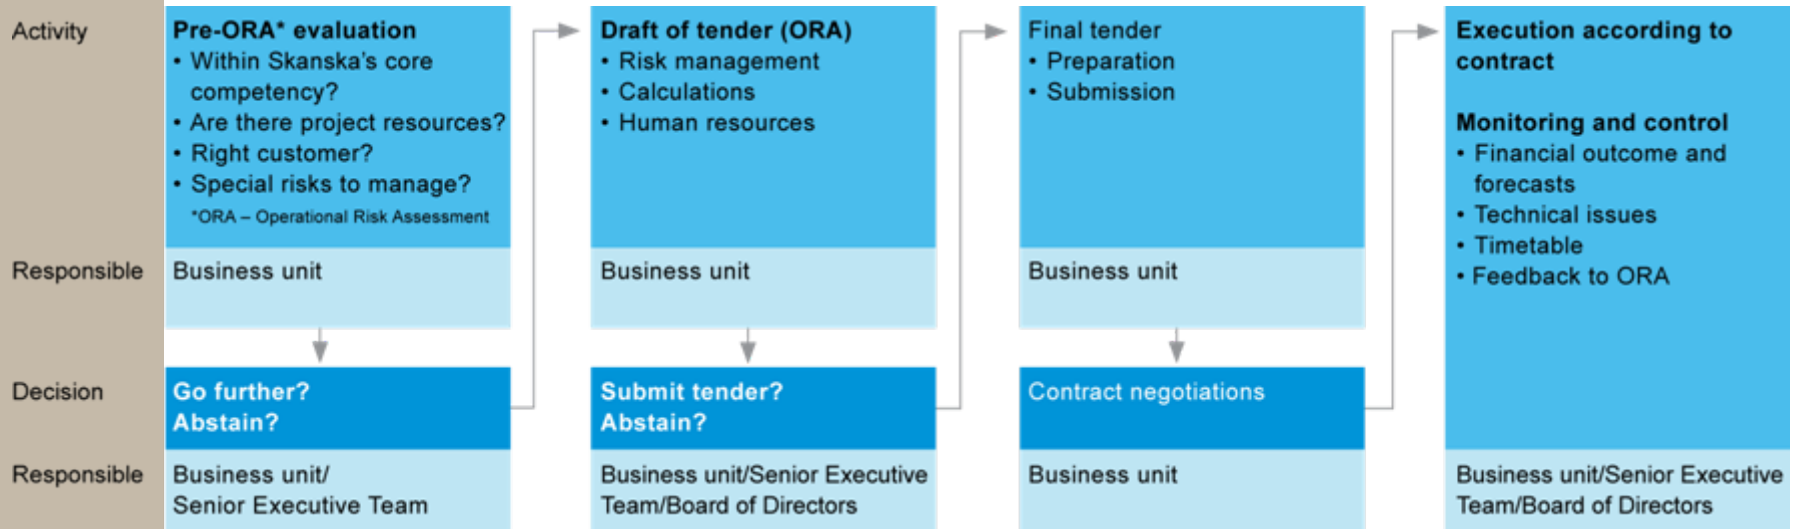 Activity
Pre-ORA* evaluation
• Within Skanska's core
competency?
• Are there project resources?
• Right customer?
• Special risks to manage?
*ORA – Operational Risk Assessment
Draft of tender (ORA)
• Risk management
• Calculations
• Human resources
Final tender
• Preparation
• Submission
Execution according to
contract
Monitoring and control
• Financial outcome and
forecasts
• Technical issues
• Timetable
• Feedback to ORA
Responsible
Business unit
Business unit
Business unit
Decision
Go further?
Abstain?
Submit tender?
Abstain?
Contract negotiations
Responsible
Business unit/
Senior Executive Team
Business unit/Senior Executive
Team/Board of Directors
Business unit
Business unit/Senior Executive
Team/Board of Directors